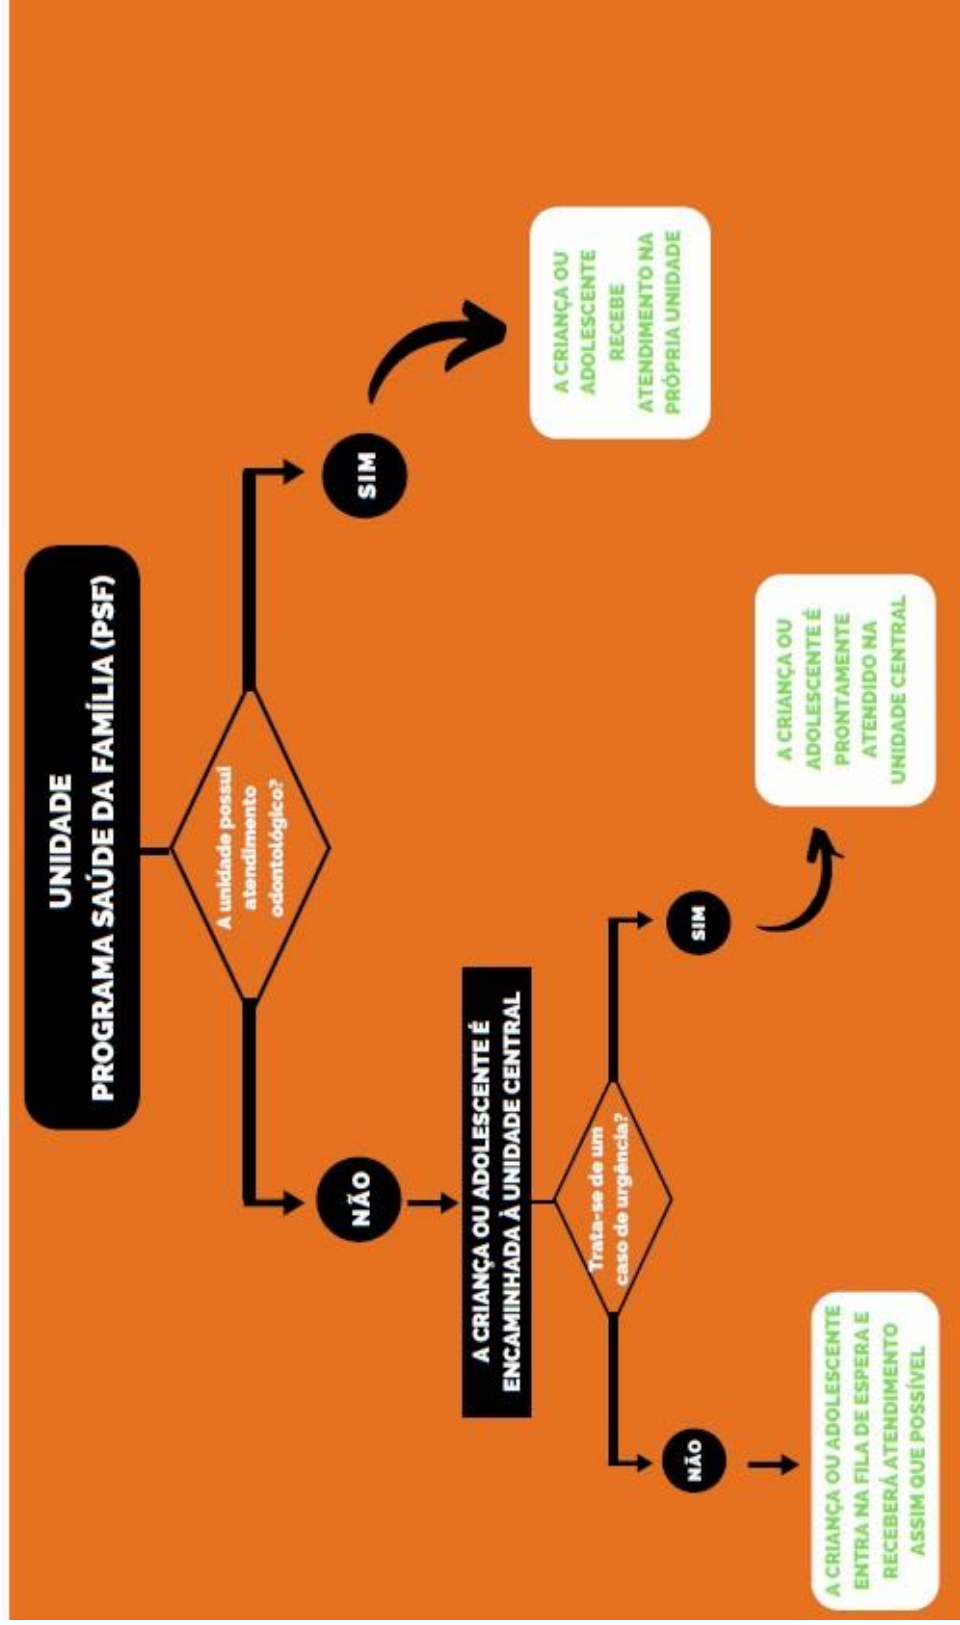 UNIDADE
PROGRAMA SAÚDE DA FAMÍLIA (PSF)
A unidade possui
atendimento
odontológico?
NÃO
SIM
A CRIANÇA OU ADOLESCENTE É
ENCAMINHADA À UNIDADE CENTRAL
A CRIANÇA OU
ADOLESCENTE
RECEBE
ATENDIMENTO NA
PRÓPRIA UNIDADE
Trata-se de um
caso de urgência?
NÃO
SIM
A CRIANÇA OU ADOLESCENTE
ENTRA NA FILA DE ESPERA E
RECEBERÁ ATENDIMENTO
ASSIM QUE POSSÍVEL
A CRIANÇA OU
ADOLESCENTE É
PRONTAMENTE
ATENDIDO NA
UNIDADE CENTRAL